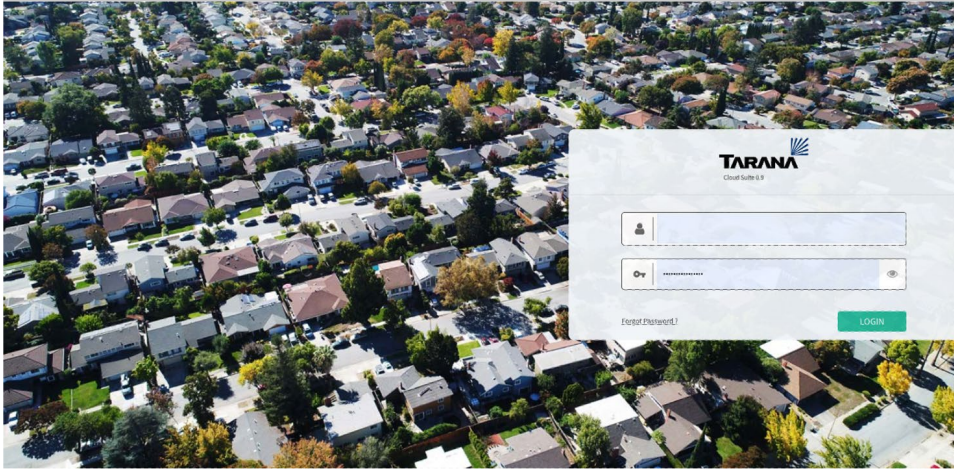 TARANA
Cloud Suite 0.9
••••••••••••••••
Forgot Password ?
LOGIN